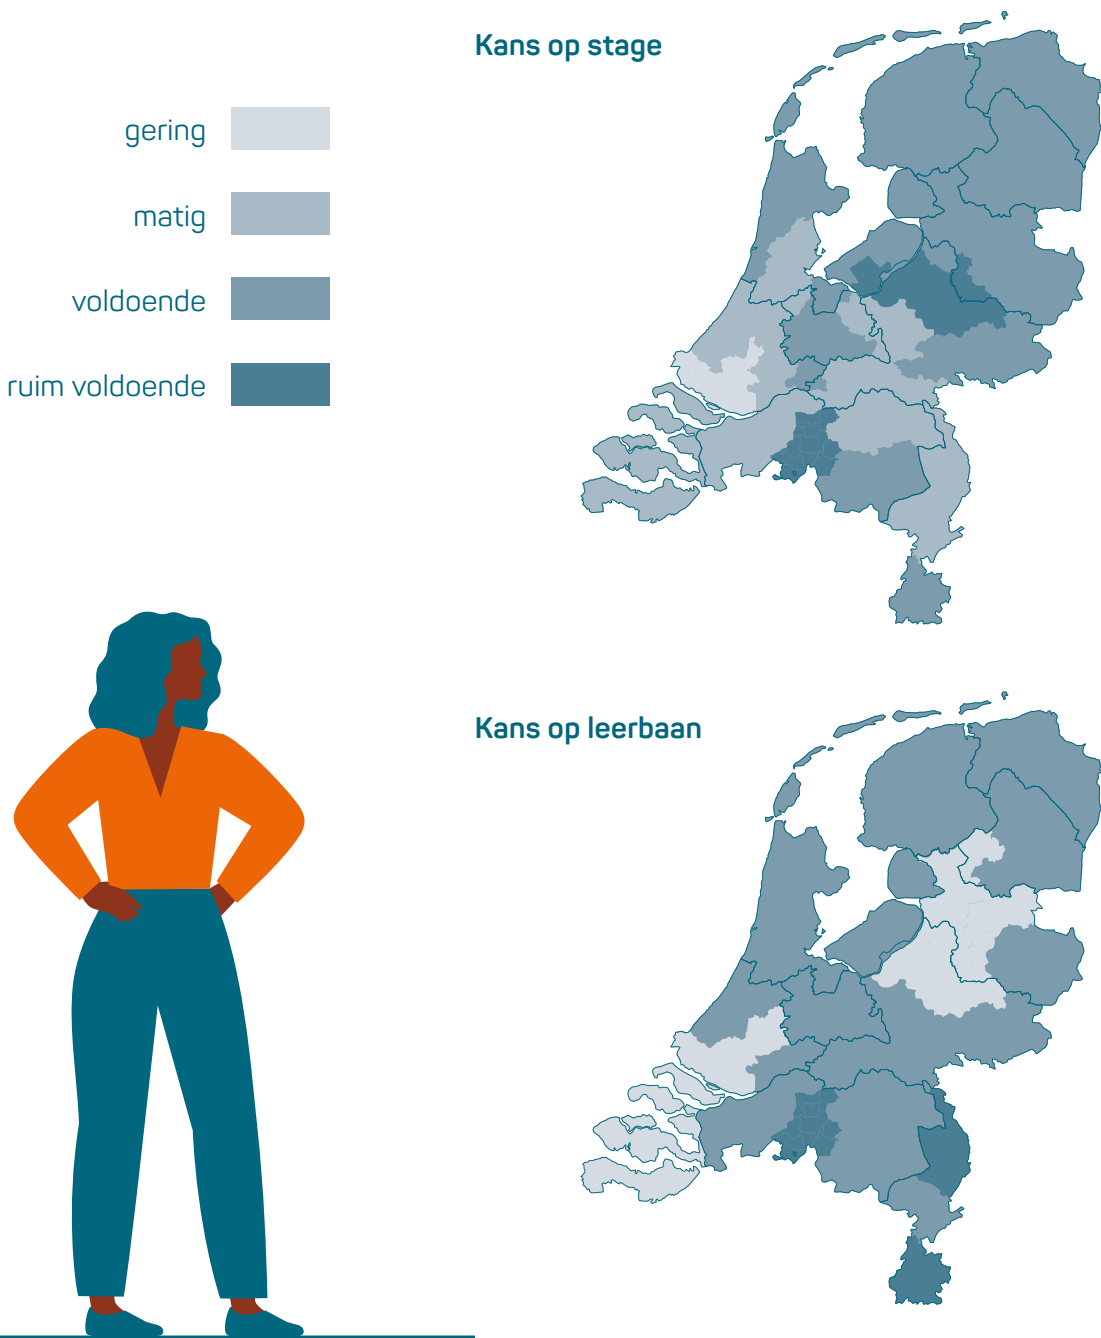 Kans op stage
gering
matig
voldoende
ruim voldoende
Kans op leerbaan